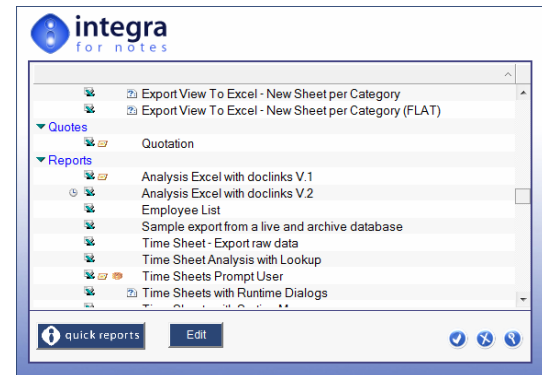 integra
for notes
Export View To Excel - New Sheet per Category
Export View To Excel - New Sheet per Category (FLAT)
Quotes
Quotation
Reports
Analysis Excel with doclinks V.1
Analysis Excel with doclinks V.2
Employee List
Sample export from a live and archive database
Time Sheet - Export raw data
Time Sheet Analysis with Lookup
Time Sheets Prompt User
Time Sheets with Runtime Dialogs
quick reports Edit